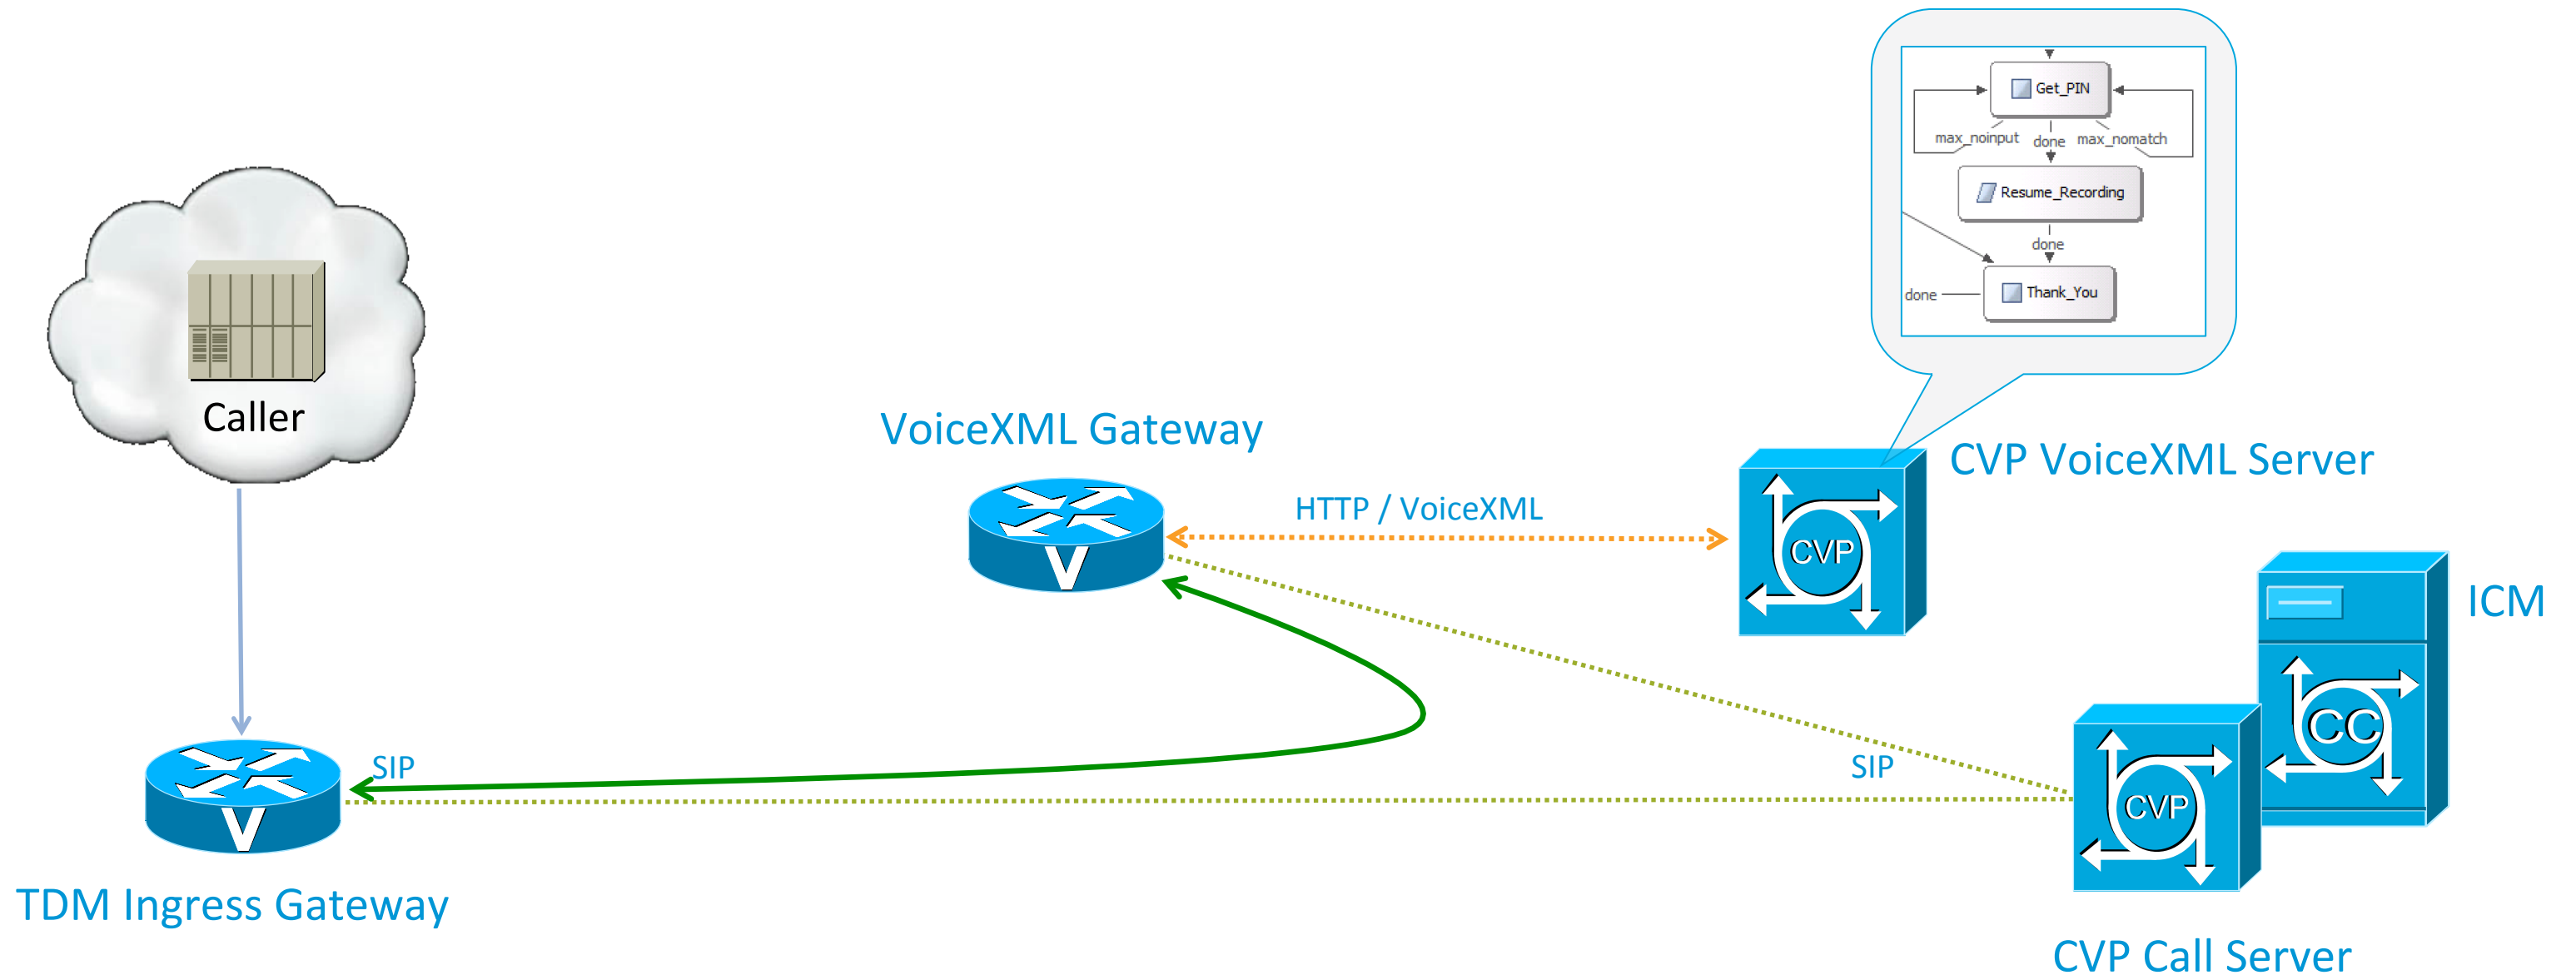 Get_PIN
max_noinput done max_nomatch
Resume_Recording
done
done Thank_You
Caller
VoiceXML Gateway
CVP VoiceXML Server
HTTP / VoiceXML
CVP
ICM
V
CC
SIP
SIP
CVP
V
TDM Ingress Gateway
CVP Call Server